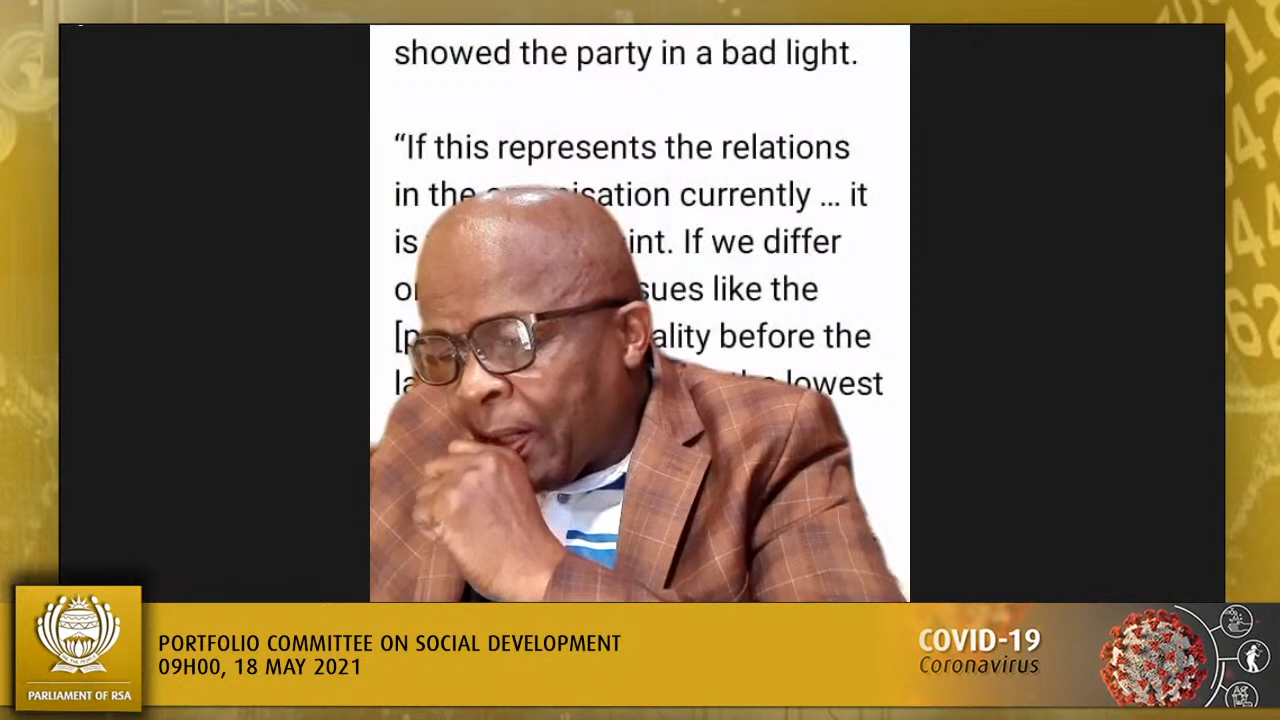 showed the party in a bad light.
“If this represents the relations
in the sation currently ... it
is int. If we differ
sues like the
ality before the
the lowest
PORTFOLIO COMMITTEE ON SOCIAL DEVELOPMENT
09H00, 18 MAY 2021
PARLIAMENT OF RSA
COVID-19
Coronavirus